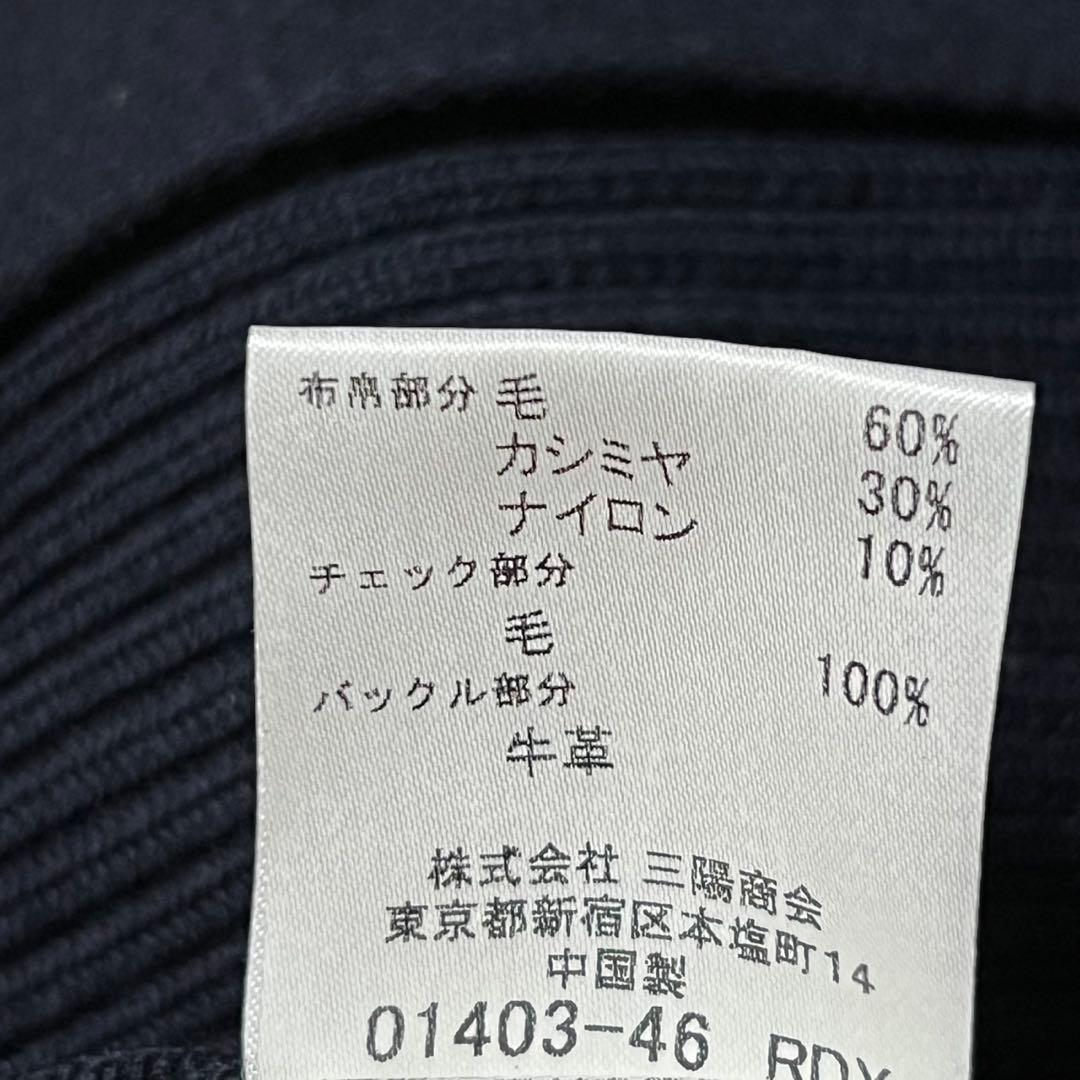 布帛部分 毛 60%
カシミヤ 30%
ナイロン 10%
チェック部分
毛 100%
バックル部分
牛革
株式会社 三陽商会
東京都新宿区本塩町14
中国製
01403-46 RDX